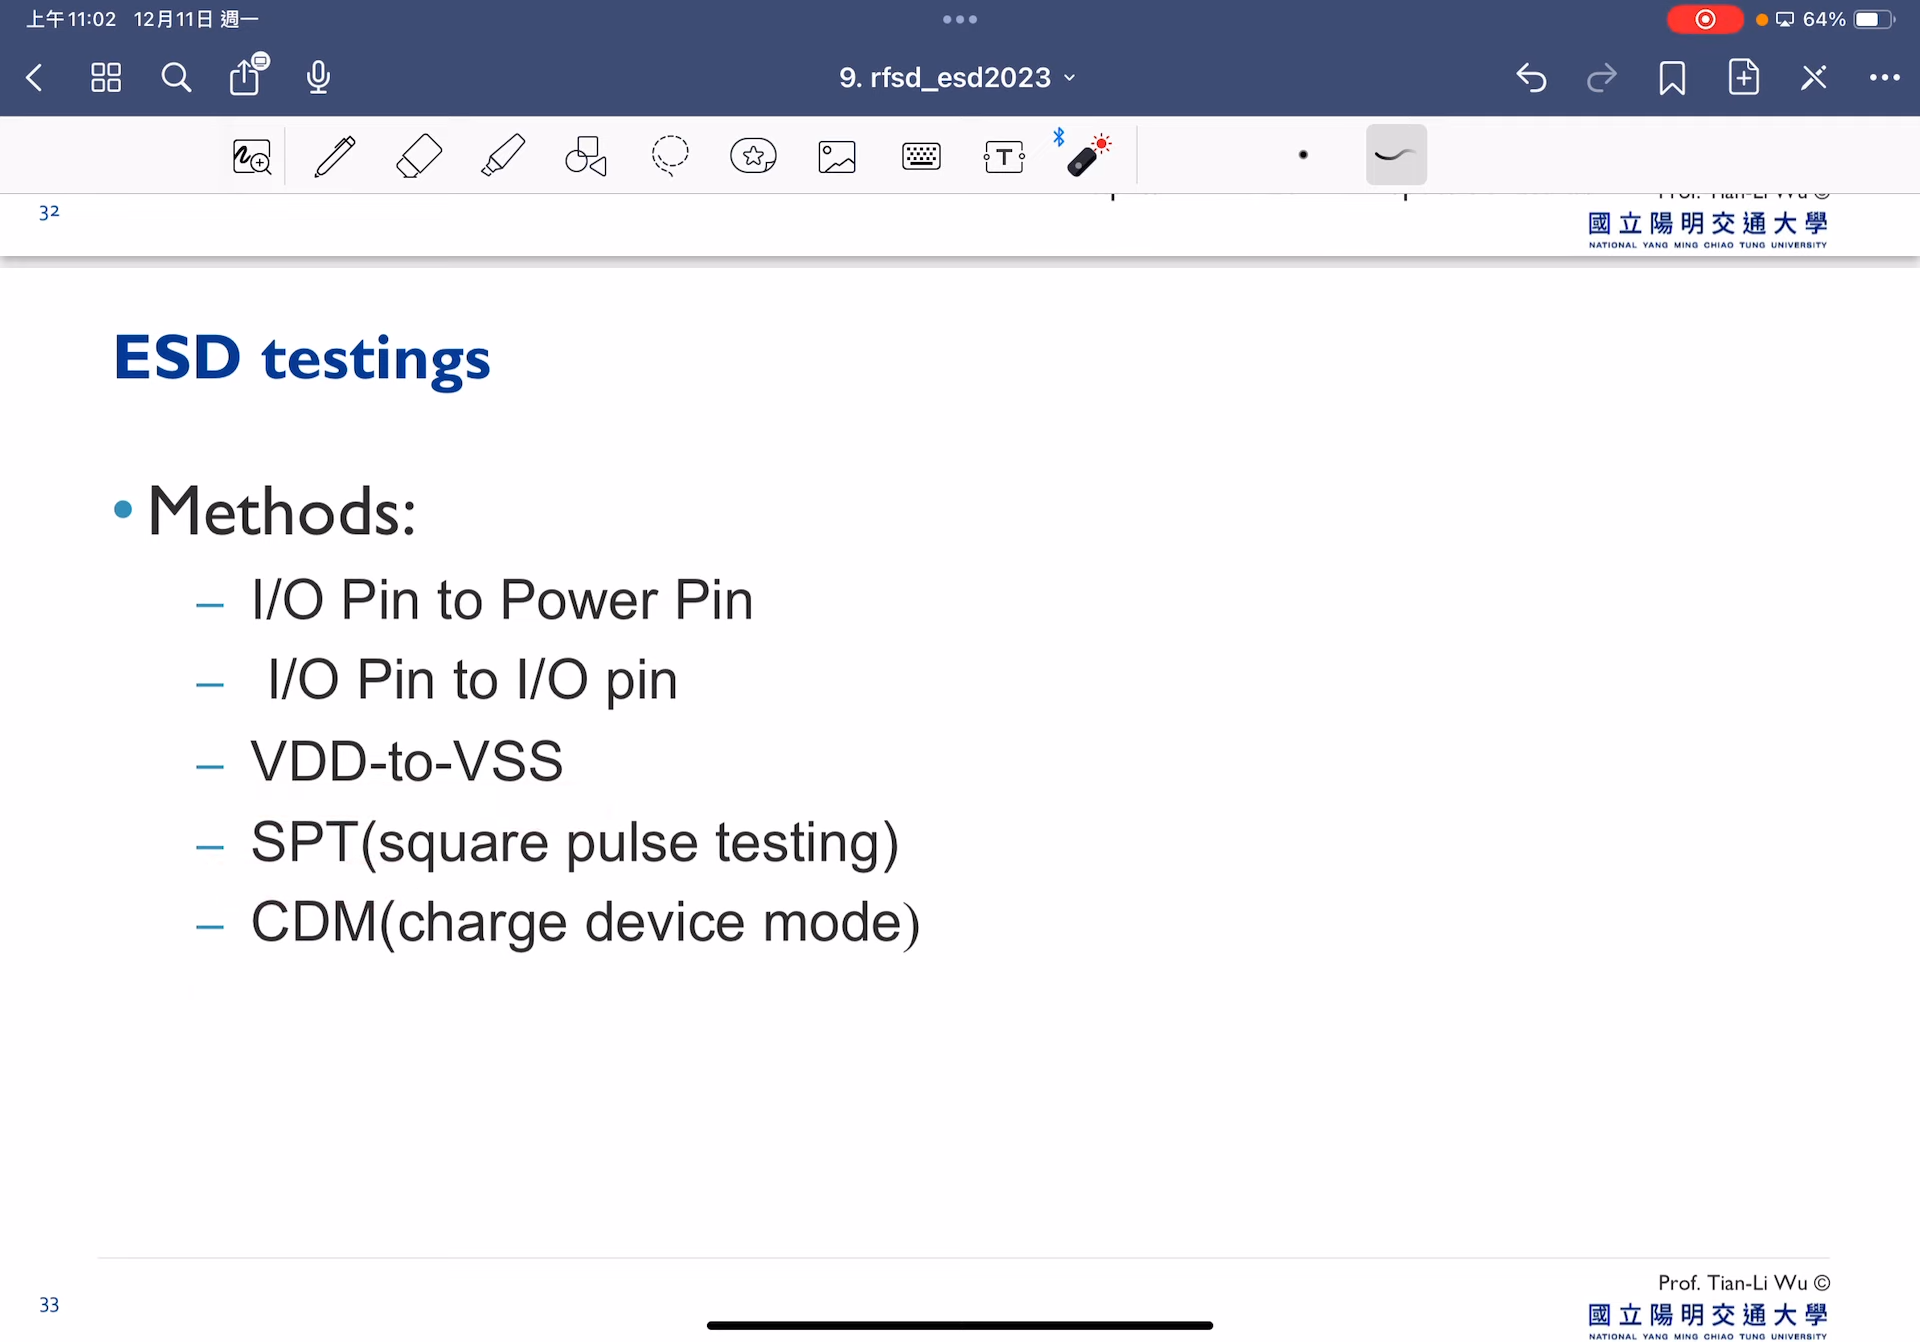 上午11:02 12月11日 週一
64%
9. rfsd_esd2023
T
32
國立陽明交通大學
NATIONAL YANG MING CHIAO TUNG UNIVERSITY
ESD testings
• Methods:
– I/O Pin to Power Pin
– I/O Pin to I/O pin
– VDD-to-VSS
– SPT(square pulse testing)
– CDM(charge device mode)
33
Prof. Tian-Li Wu ©
國立陽明交通大學
NATIONAL YANG MING CHIAO TUNG UNIVERSITY